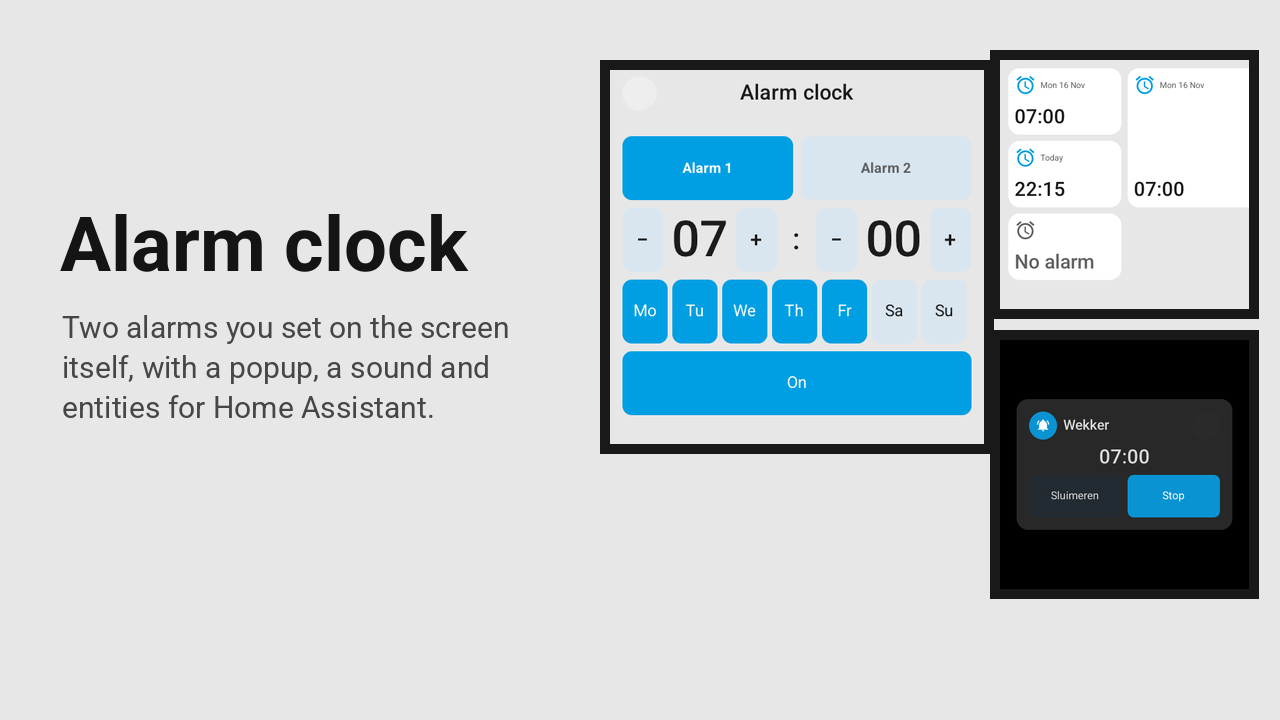 Alarm clock
Two alarms you set on the screen
itself, with a popup, a sound and
entities for Home Assistant.
Alarm clock
Alarm 1
Alarm 2
− 07 + : − 00 +
Mo Tu We Th Fr Sa Su
On
Mon 16 Nov
07:00
Mon 16 Nov
07:00
Today
22:15
No alarm
Wekker
07:00
Sluimeren
Stop